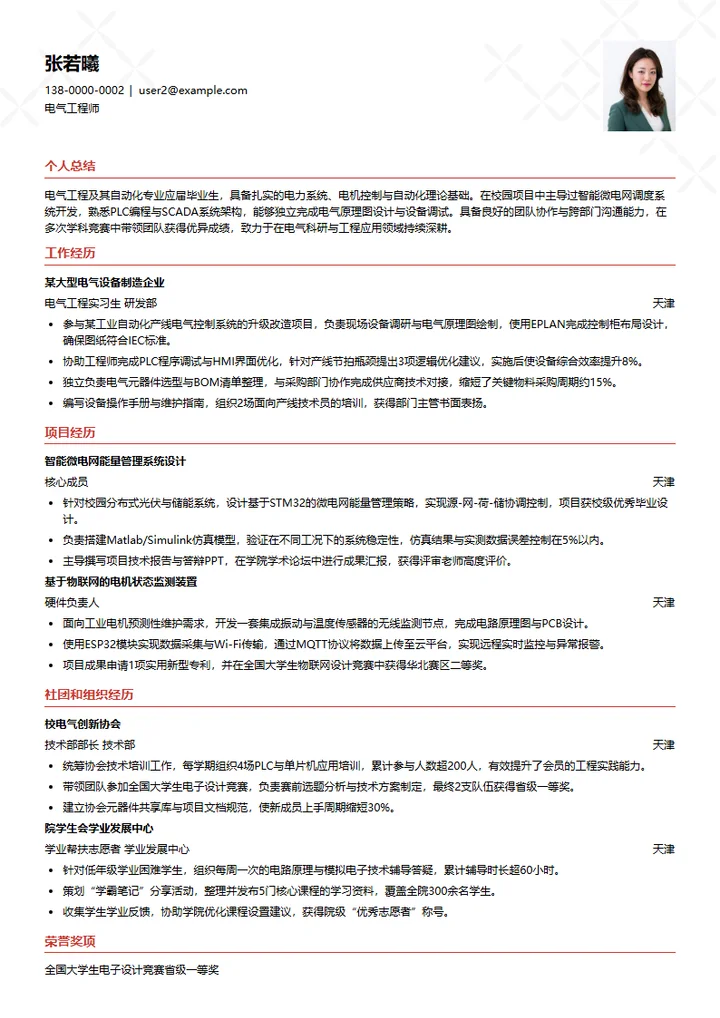 张若曦
138-0000-0002 | user2@example.com
电气工程师
个人总结
电气工程及其自动化专业应届毕业生，具备扎实的电力系统、电机控制与自动化理论基础。在校园项目中主导过智能微电网调度系
统开发，熟悉PLC编程与SCADA系统架构，能够独立完成电气原理图设计与设备调试。具备良好的团队协作与跨部门沟通能力，在
多次学科竞赛中带领团队获得优异成绩，致力于在电气科研与工程应用领域持续深耕。
工作经历
某大型电气设备制造企业
电气工程实习生 研发部 天津
• 参与某工业自动化产线电气控制系统的升级改造项目，负责现场设备调研与电气原理图绘制，使用EPLAN完成控制柜布局设计，
确保图纸符合IEC标准。
• 协助工程师完成PLC程序调试与HMI界面优化，针对产线节拍瓶颈提出3项逻辑优化建议，实施后使设备综合效率提升8%。
• 独立负责电气元器件选型与BOM清单整理，与采购部门协作完成供应商技术对接，缩短了关键物料采购周期约15%。
• 编写设备操作手册与维护指南，组织2场面向产线技术员的培训，获得部门主管书面表扬。
项目经历
智能微电网能量管理系统设计
核心成员 天津
• 针对校园分布式光伏与储能系统，设计基于STM32的微电网能量管理策略，实现源-网-荷-储协调控制，项目获校级优秀毕业设
计。
• 负责搭建Matlab/Simulink仿真模型，验证在不同工况下的系统稳定性，仿真结果与实测数据误差控制在5%以内。
• 主导撰写项目技术报告与答辩PPT，在学院学术论坛中进行成果汇报，获得评审老师高度评价。
基于物联网的电机状态监测装置
硬件负责人 天津
• 面向工业电机预测性维护需求，开发一套集成振动与温度传感器的无线监测节点，完成电路原理图与PCB设计。
• 使用ESP32模块实现数据采集与Wi-Fi传输，通过MQTT协议将数据上传至云平台，实现远程实时监控与异常报警。
• 项目成果申请1项实用新型专利，并在全国大学生物联网设计竞赛中获得华北赛区二等奖。
社团和组织经历
校电气创新协会
技术部部长 技术部 天津
• 统筹协会技术培训工作，每学期组织4场PLC与单片机应用培训，累计参与人数超200人，有效提升了会员的工程实践能力。
• 带领团队参加全国大学生电子设计竞赛，负责赛前选题分析与技术方案制定，最终2支队伍获得省级一等奖。
• 建立协会元器件共享库与项目文档规范，使新成员上手周期缩短30%。
院学生会学业发展中心
学业帮扶志愿者 学业发展中心 天津
• 针对低年级学业困难学生，组织每周一次的电路原理与模拟电子技术辅导答疑，累计辅导时长超60小时。
• 策划“学霸笔记”分享活动，整理并发布5门核心课程的学习资料，覆盖全院300余名学生。
• 收集学生学业反馈，协助学院优化课程设置建议，获得院级“优秀志愿者”称号。
荣誉奖项
全国大学生电子设计竞赛省级一等奖